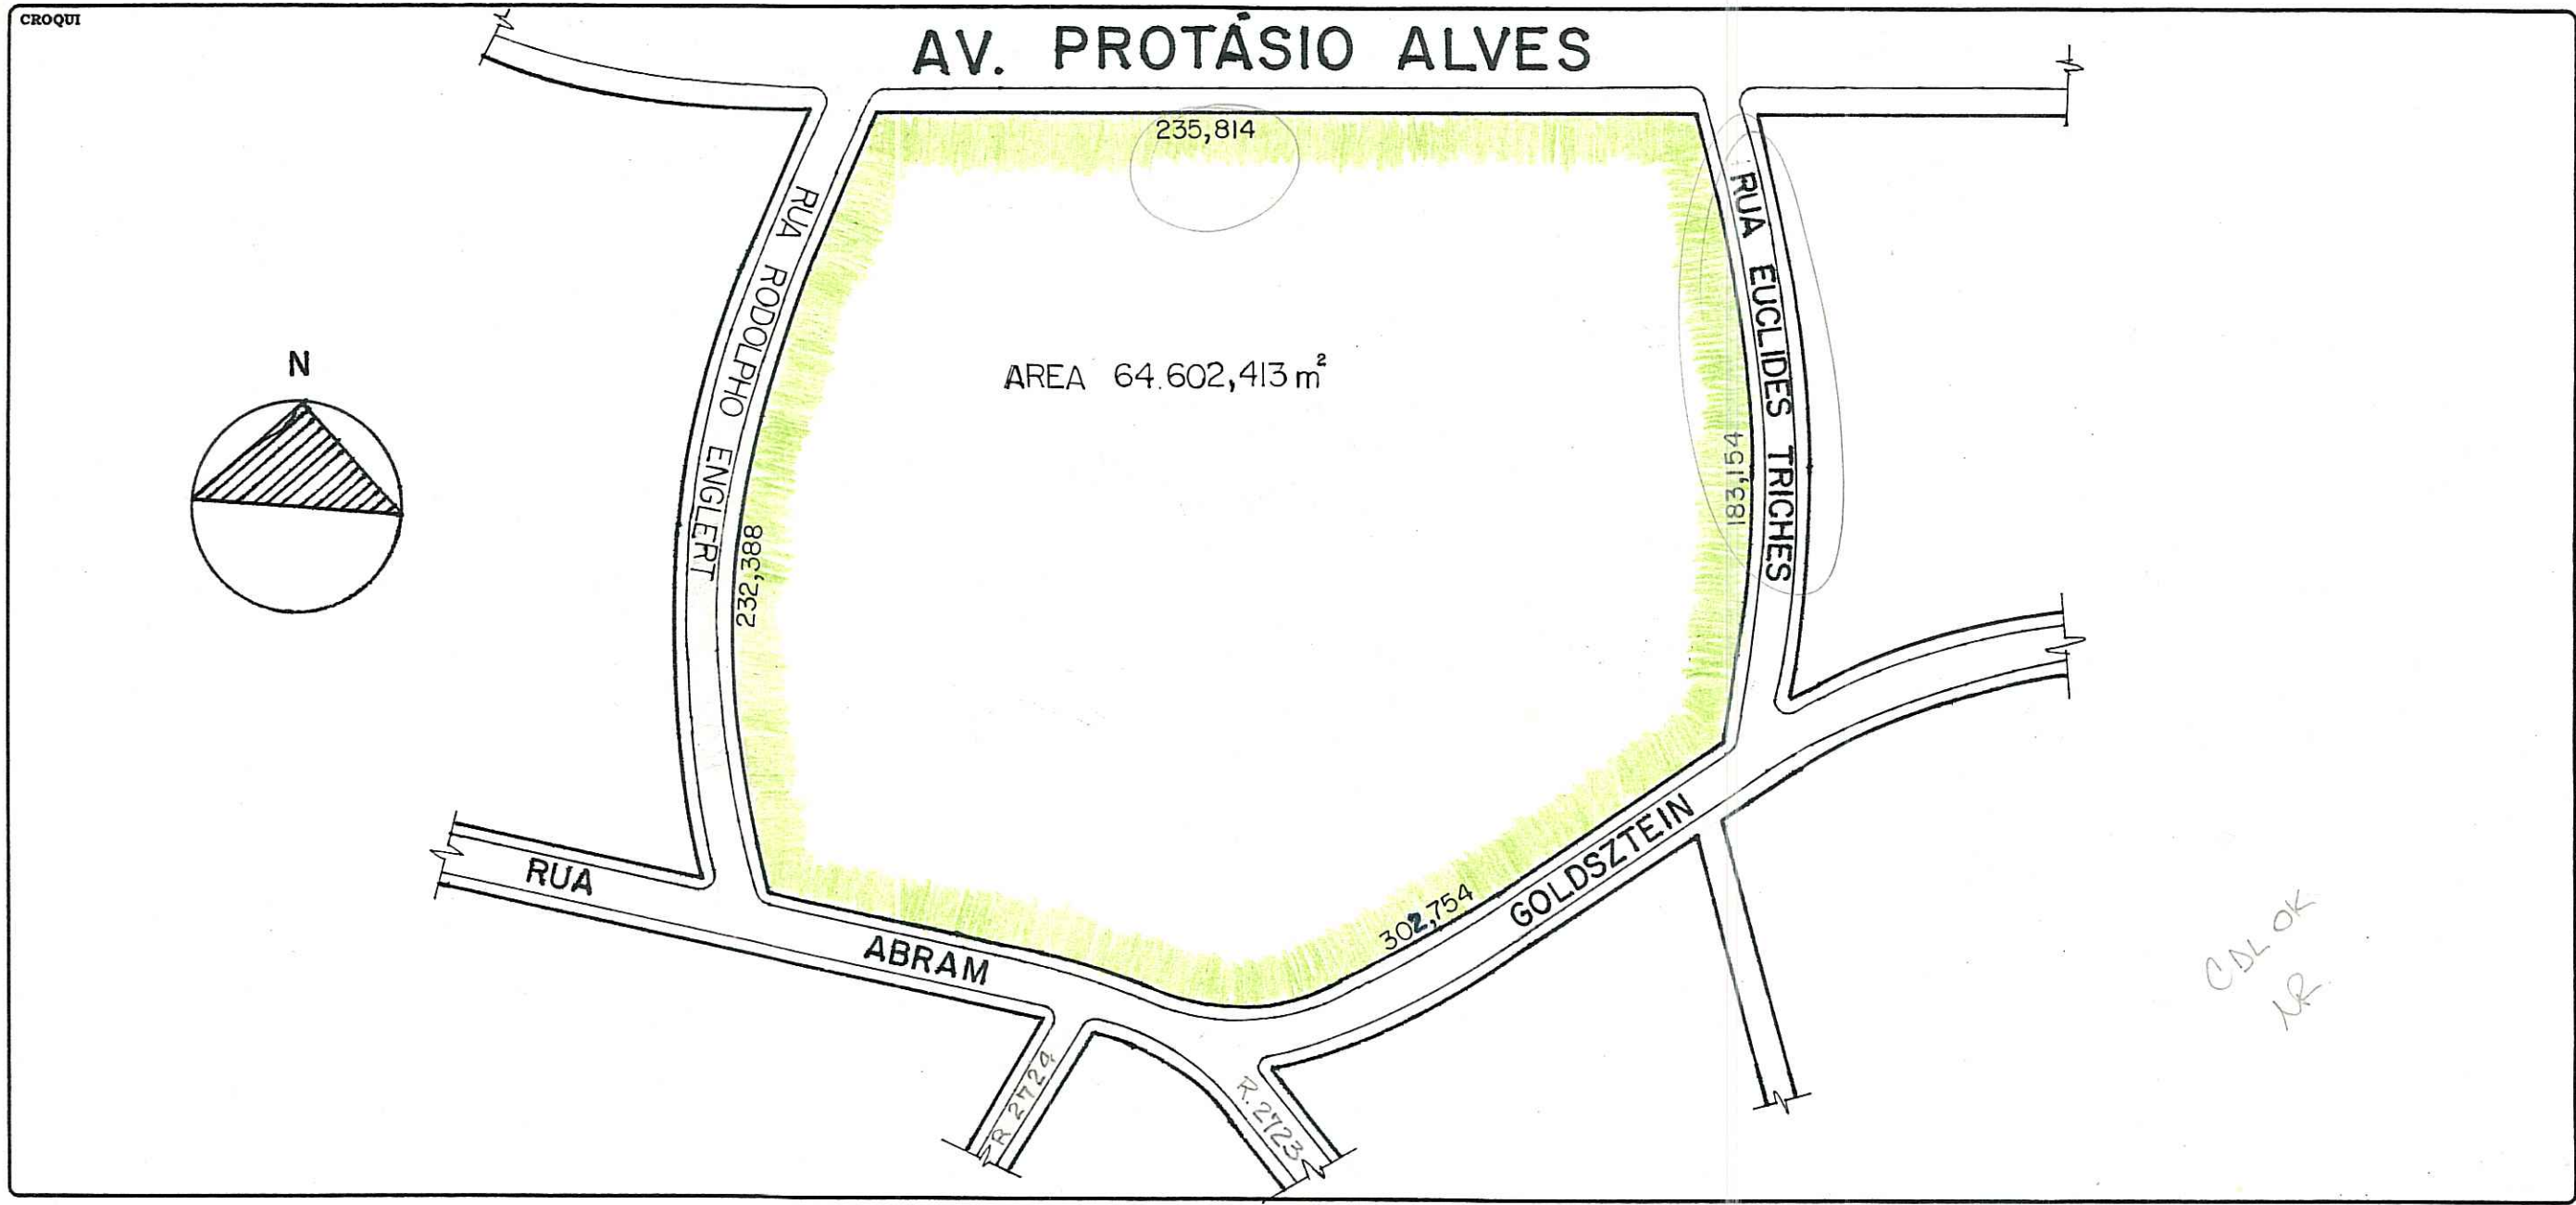 CROQUI
AV. PROTÁSIO ALVES
235,814
RUA RODOLPHO ENGLERT
RUA EUCLIDES TRICHES
N
AREA 64.602,413 m²
183,154
232,388
RUA ABRAM GOLDSZTEIN
302,754
R 2724
R. 2723
CDL OK
NR